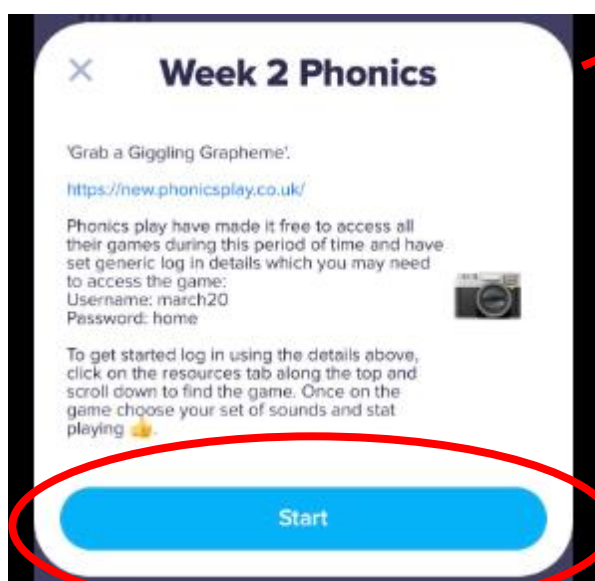 Week 2 Phonics
'Grab a Giggling Grapheme'.
https://new.phonicsplay.co.uk/
Phonics play have made it free to access all
their games during this period of time and have
set generic log in details which you may need
to access the game:
Username: march20
Password: home
To get started log in using the details above,
click on the resources tab along the top and
scroll down to find the game. Once on the
game choose your set of sounds and stat
playing 👍.
Start